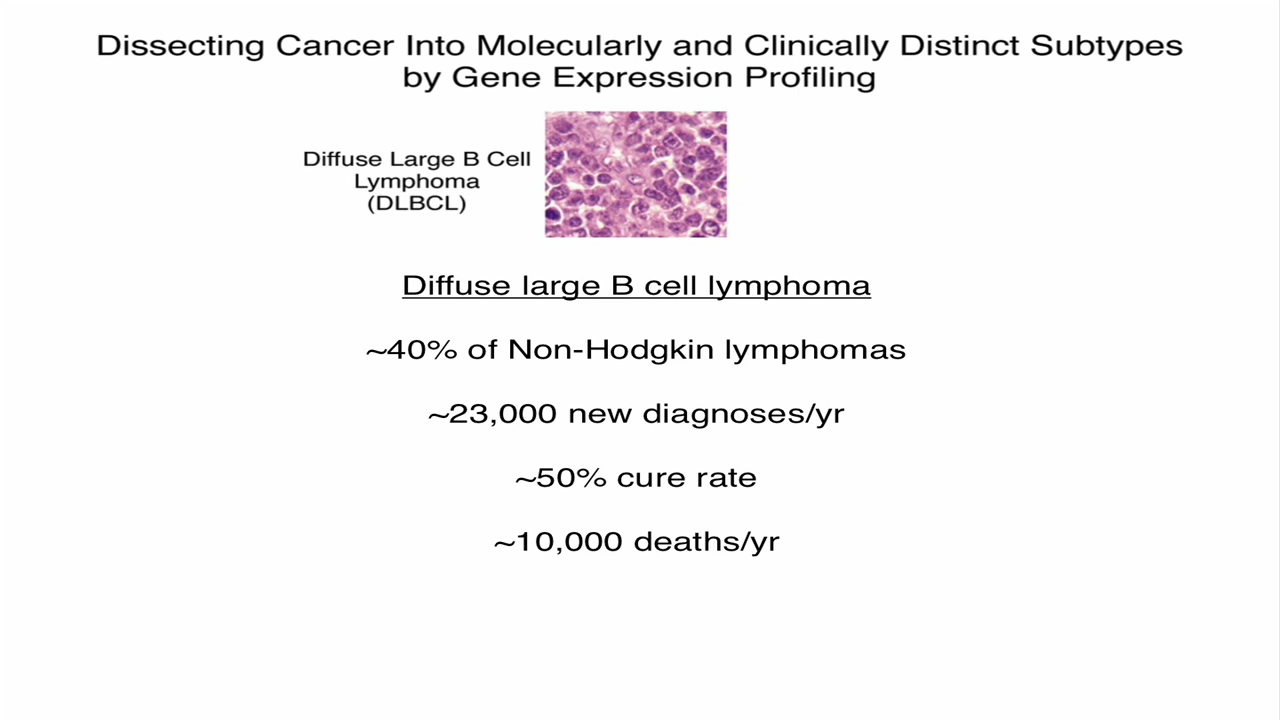 Dissecting Cancer Into Molecularly and Clinically Distinct Subtypes
by Gene Expression Profiling
Diffuse Large B Cell
Lymphoma
(DLBCL)
Diffuse large B cell lymphoma
~40% of Non-Hodgkin lymphomas
~23,000 new diagnoses/yr
~50% cure rate
~10,000 deaths/yr